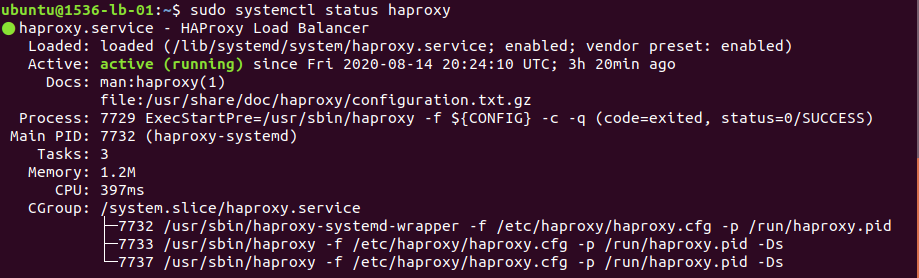 ubuntu@1536-lb-01:~$ sudo systemctl status haproxy
● haproxy.service - HAProxy Load Balancer
   Loaded: loaded (/lib/systemd/system/haproxy.service; enabled; vendor preset: enabled)
   Active: active (running) since Fri 2020-08-14 20:24:10 UTC; 3h 20min ago
     Docs: man:haproxy(1)
           file:/usr/share/doc/haproxy/configuration.txt.gz
  Process: 7729 ExecStartPre=/usr/sbin/haproxy -f ${CONFIG} -c -q (code=exited, status=0/SUCCESS)
 Main PID: 7732 (haproxy-systemd)
    Tasks: 3
   Memory: 1.2M
      CPU: 397ms
   CGroup: /system.slice/haproxy.service
           ├─7732 /usr/sbin/haproxy-systemd-wrapper -f /etc/haproxy/haproxy.cfg -p /run/haproxy.pid
           ├─7733 /usr/sbin/haproxy -f /etc/haproxy/haproxy.cfg -p /run/haproxy.pid -Ds
           └─7737 /usr/sbin/haproxy -f /etc/haproxy/haproxy.cfg -p /run/haproxy.pid -Ds